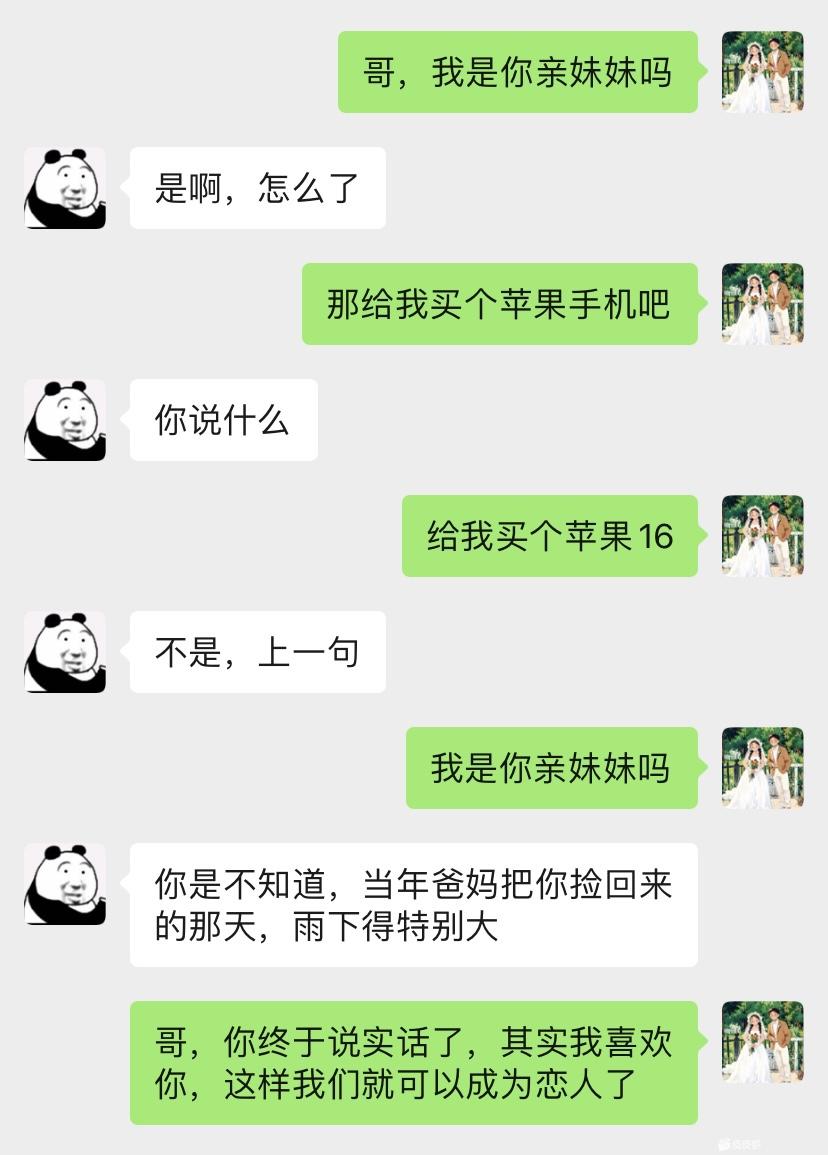 哥，我是你亲妹妹吗
是啊，怎么了
那给我买个苹果手机吧
你说什么
给我买个苹果16
不是，上一句
我是你亲妹妹吗
你是不知道，当年爸妈把你捡回来
的那天，雨下得特别大
哥，你终于说实话了，其实我喜欢
你，这样我们就可以成为恋人了